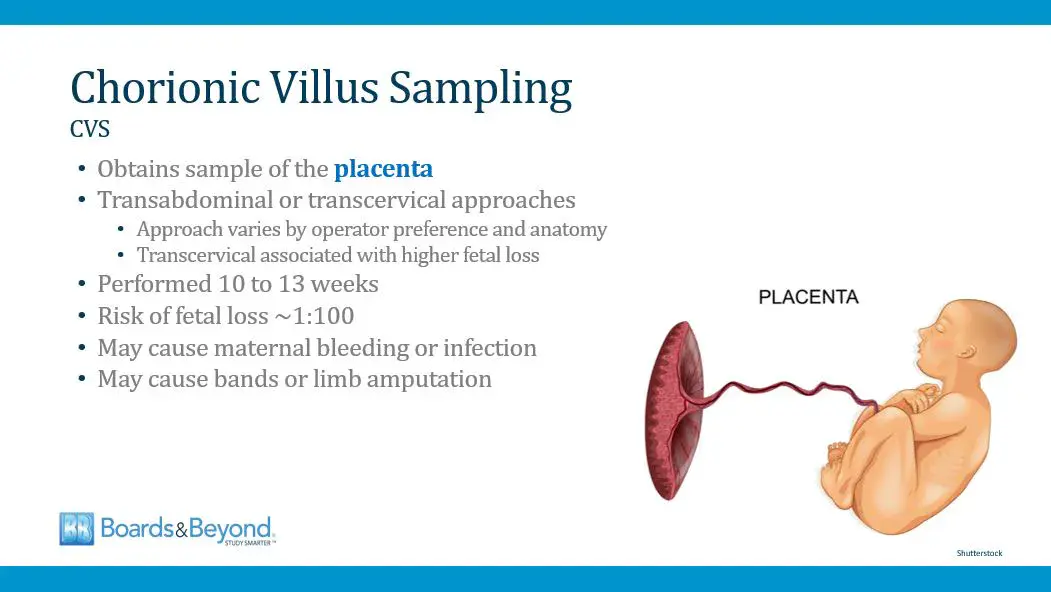 Chorionic Villus Sampling
CVS
• Obtains sample of the placenta
• Transabdominal or transcervical approaches
• Approach varies by operator preference and anatomy
• Transcervical associated with higher fetal loss
• Performed 10 to 13 weeks
• Risk of fetal loss ~1:100
• May cause maternal bleeding or infection
• May cause bands or limb amputation
PLACENTA
BB Boards&Beyond®
STUDY SMARTER™
Shutterstock